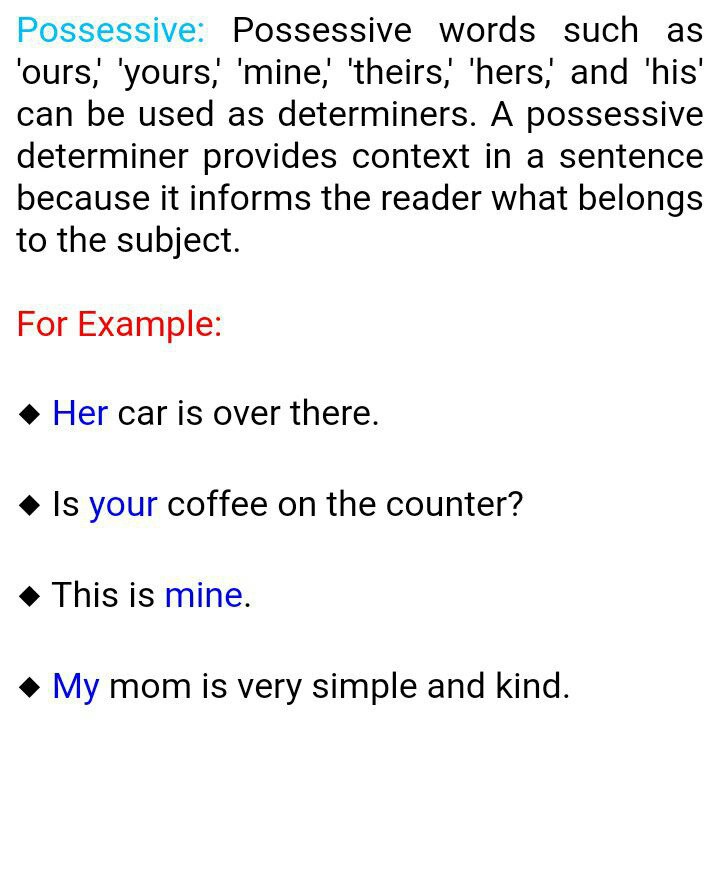 Possessive: Possessive words such as
'ours,' 'yours,' 'mine,' 'theirs,' 'hers,' and 'his'
can be used as determiners. A possessive
determiner provides context in a sentence
because it informs the reader what belongs
to the subject.
For Example:
◆ Her car is over there.
◆ Is your coffee on the counter?
◆ This is mine.
◆ My mom is very simple and kind.